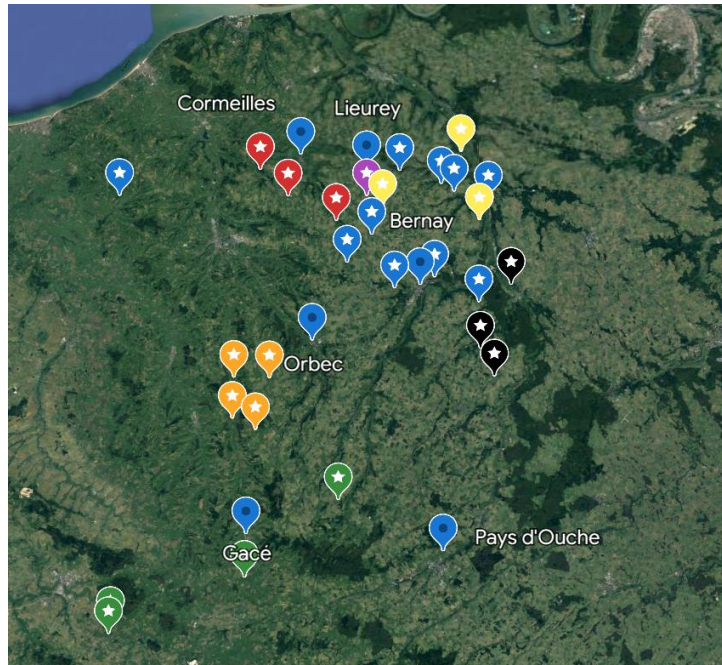 Cormeilles
Lieurey
Bernay
Orbec
Pays d'Ouche
Gacé